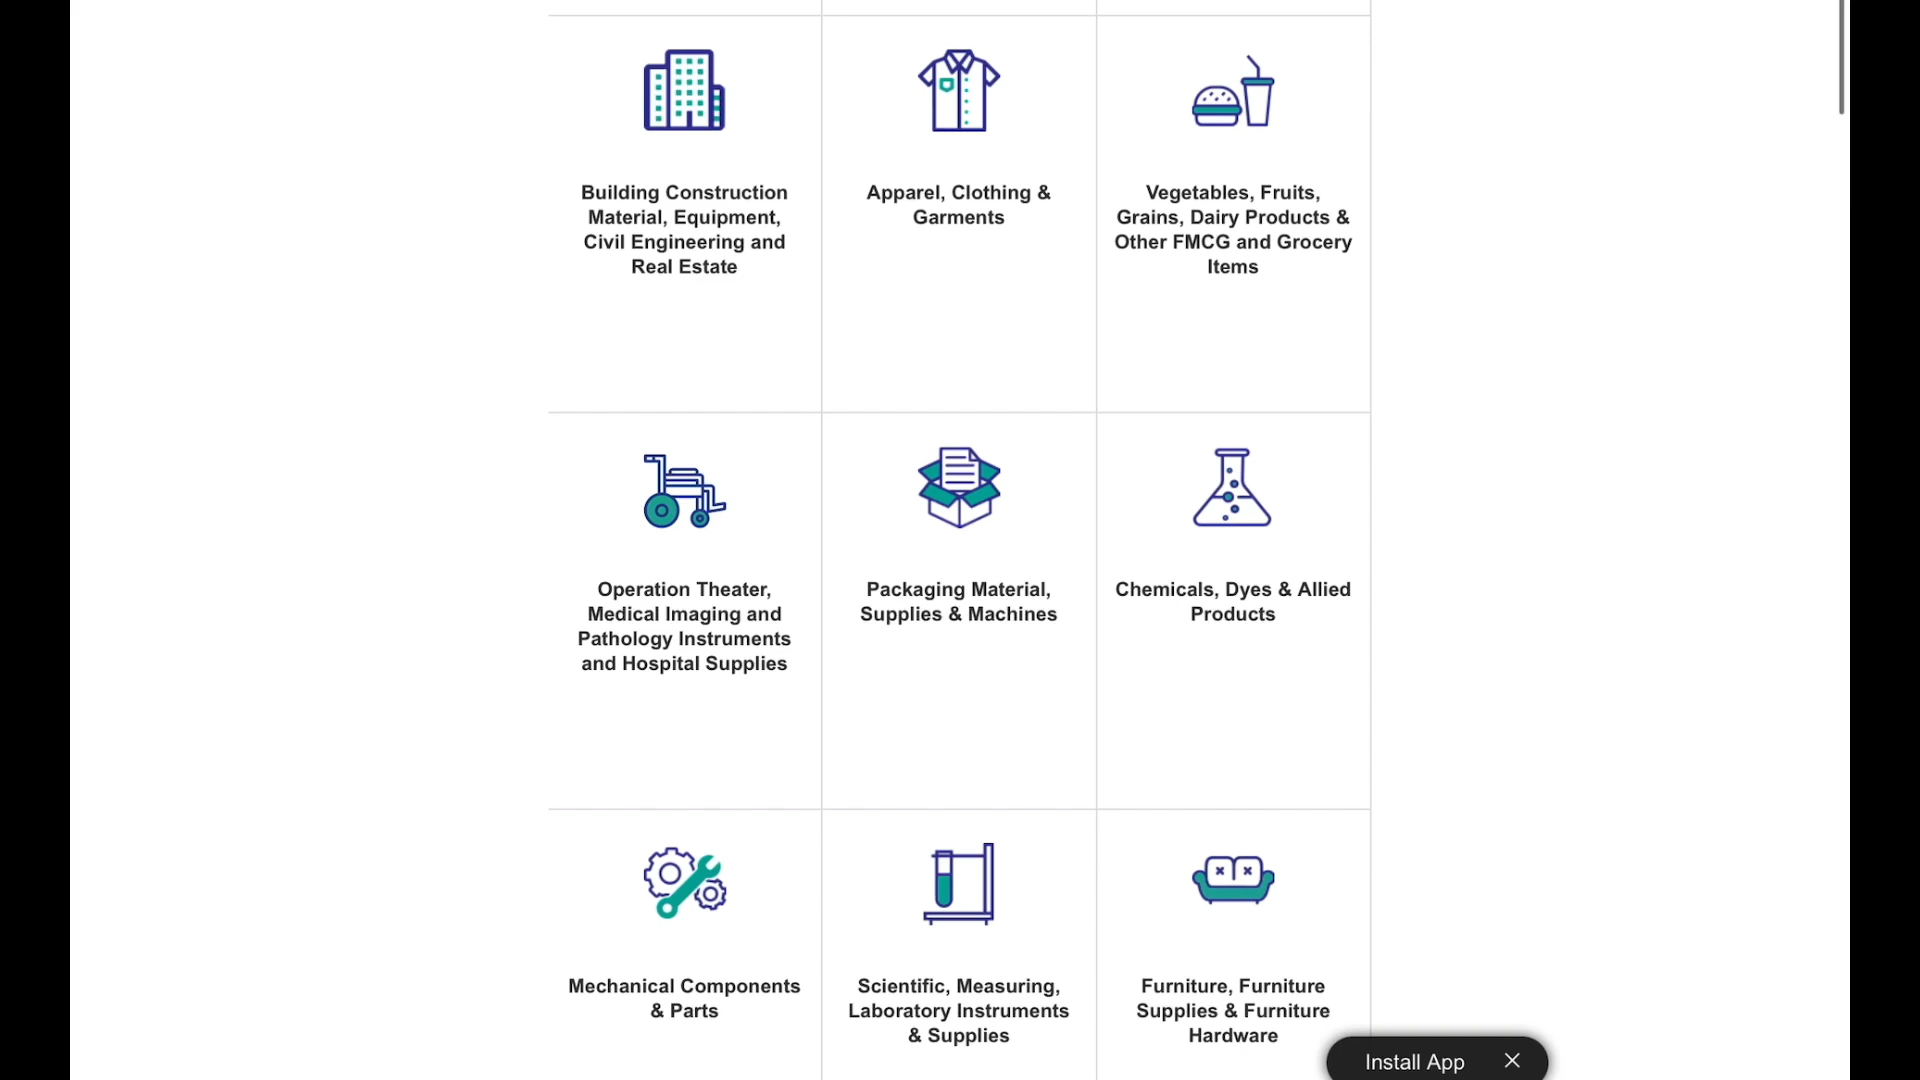 Building Construction
Material, Equipment,
Civil Engineering and
Real Estate
Apparel, Clothing &
Garments
Vegetables, Fruits,
Grains, Dairy Products &
Other FMCG and Grocery
Items
Operation Theater,
Medical Imaging and
Pathology Instruments
and Hospital Supplies
Packaging Material,
Supplies & Machines
Chemicals, Dyes & Allied
Products
Mechanical Components
& Parts
Scientific, Measuring,
Laboratory Instruments
& Supplies
Furniture, Furniture
Supplies & Furniture
Hardware
Install App